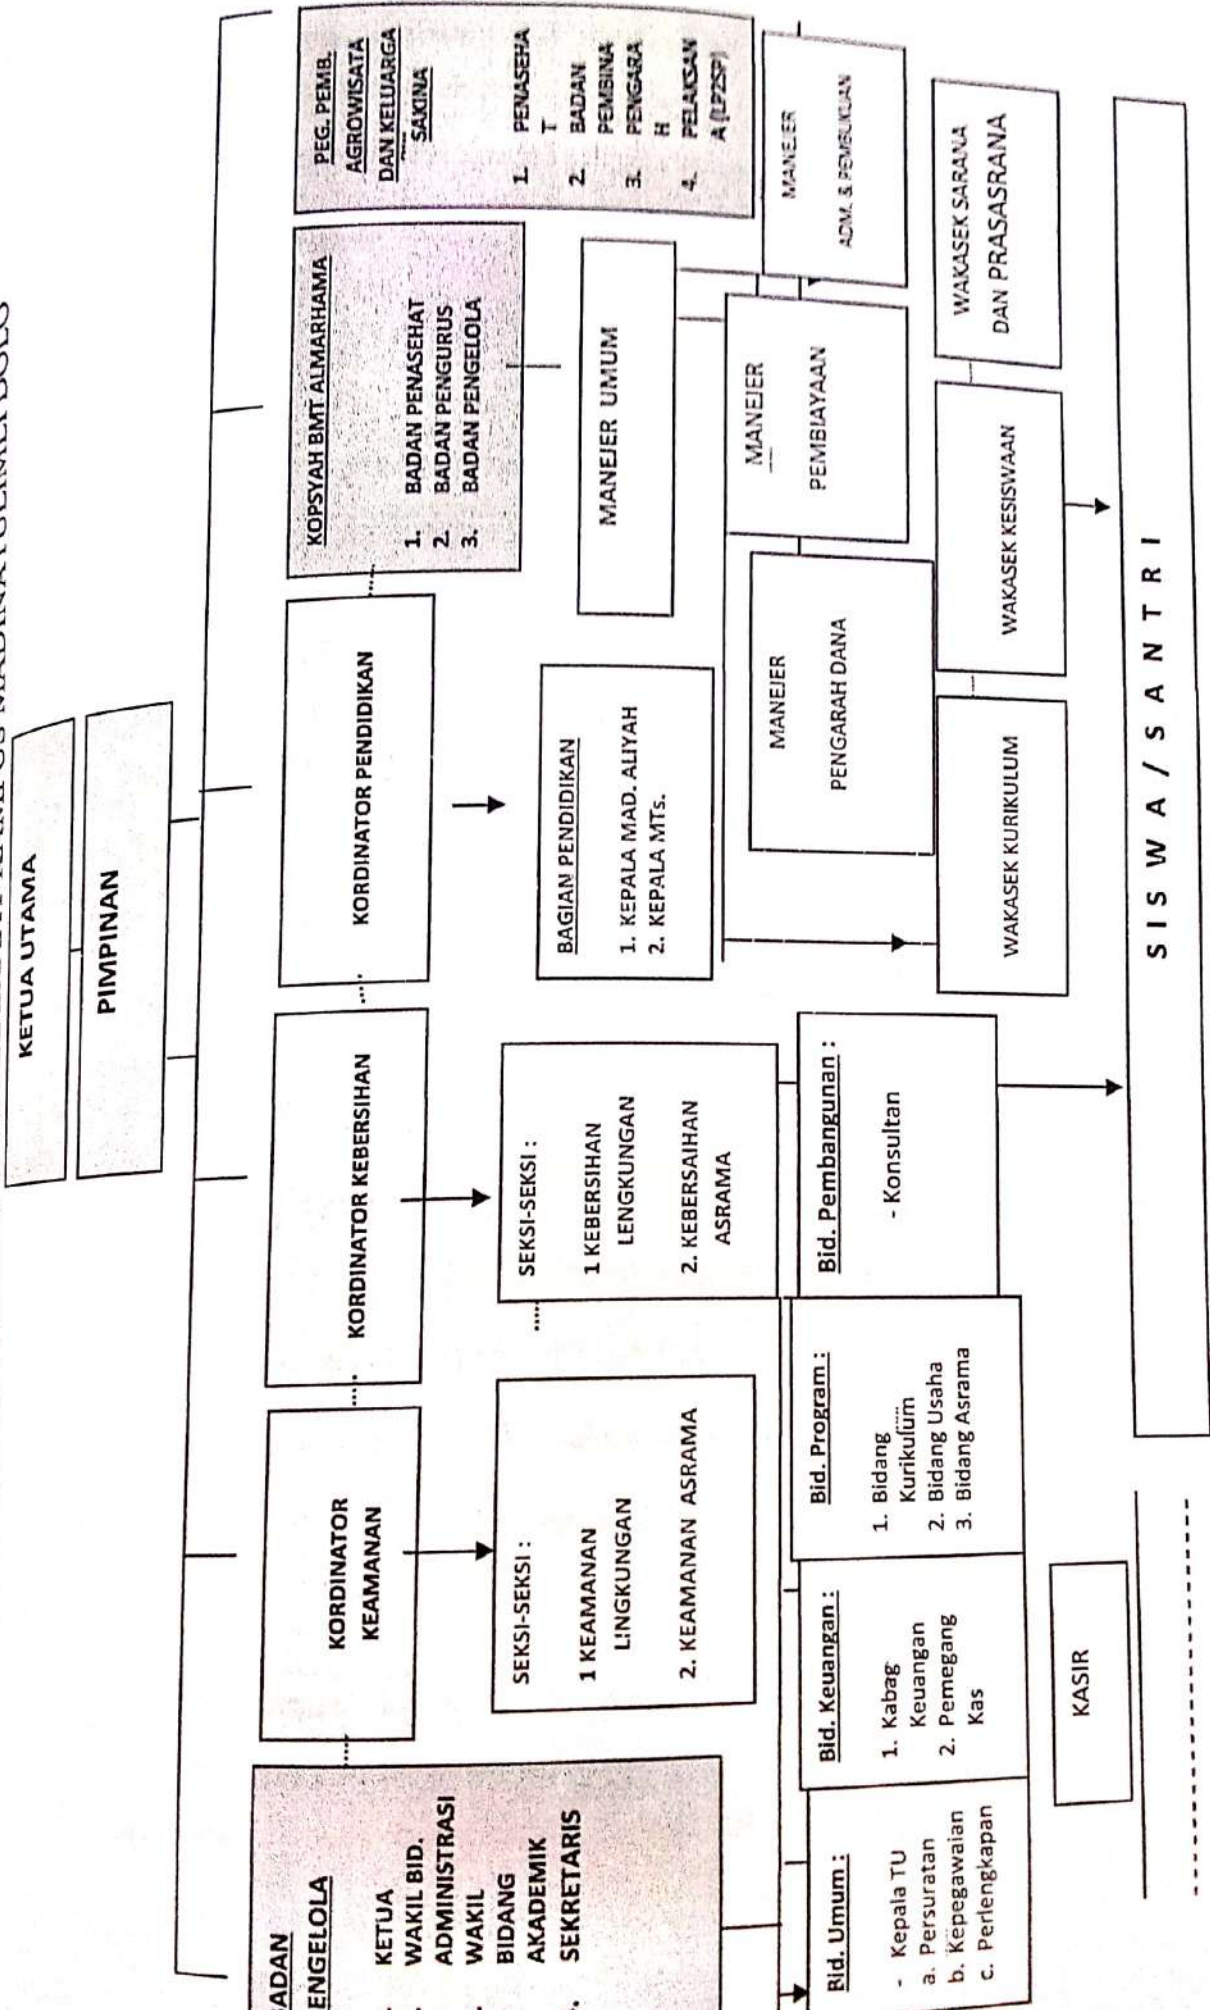 KETUA UTAMA
PIMPINAN
ENGELOLA
KETUA
WAKIL BID.
ADMINISTRASI
WAKIL
BIDANG
AKADEMIK
SEKRETARIS
KORDINATOR
KEAMANAN
KORDINATOR KEBERSIHAN
KORDINATOR PENDIDIKAN
KOPSYAH BMT ALMARHAMA
1. BADAN PENASEHAT
2. BADAN PENGURUS
3. BADAN PENGELOLA
PEG. PEMB.
AGROWISATA
DAN KELUARGA
SAKINA
1. PENASEHA
T
2. BADAN
PEMBINA
3. PENGARA
H
4. PELAKSAN
A (LP2SP)
SEKSI-SEKSI :
1 KEAMANAN
LINGKUNGAN
2. KEAMANAN ASRAMA
SEKSI-SEKSI :
1 KEBERSIHAN
LENGKUNGAN
2. KEBERSAIHAN
ASRAMA
BAGIAN PENDIDIKAN
1. KEPALA MAD. ALIYAH
2. KEPALA MTs.
MANEJER UMUM
MANEJER
PENGARAH DANA
MANEJER
PEMBIAYAAN
MANEJER
ADM. & PEMBUKUAN
Bid. Umum :
- Kepala TU
a. Persuratan
b. Kepegawaian
c. Perlengkapan
Bid. Keuangan :
1. Kabag
Keuangan
2. Pemegang
Kas
Bid. Program :
1. Bidang
Kurikulum
2. Bidang Usaha
3. Bidang Asrama
Bid. Pembangunan :
- Konsultan
WAKASEK KURIKULUM
WAKASEK KESISWAAN
WAKASEK SARANA
DAN PRASASRANA
KASIR
S I S W A / S A N T R I